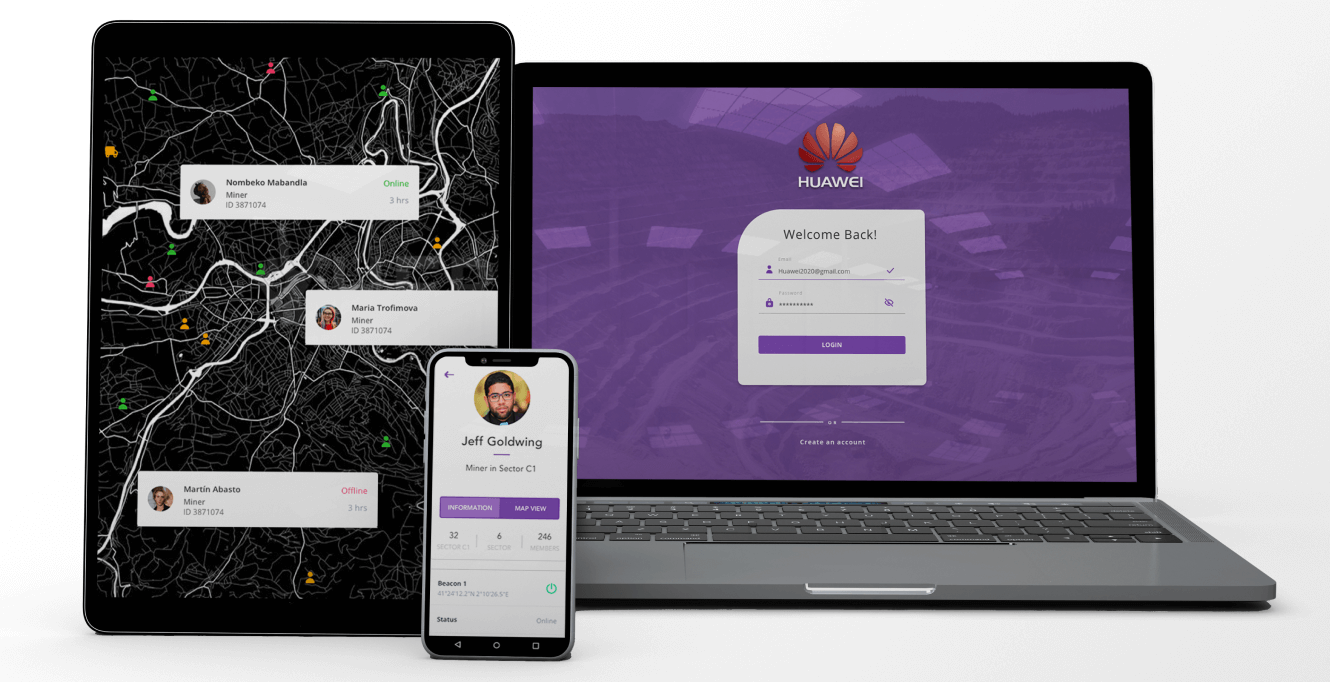 Nombeko Mabandla
Online
Miner
3 hrs
ID 3871074
Maria Trofimova
Miner
ID 3871074
Martín Abasto
Offline
Miner
3 hrs
ID 3871074
Jeff Goldwing
Miner in Sector C1
INFORMATION
MAP VIEW
32
6
246
SECTOR C1
SECTOR
MEMBERS
Beacon 1
41°24'12.2"N 2°10'26.5"E
Status
Online
HUAWEI
Welcome Back!
Email
Huawei2020@gmail.com
Password
**********
LOGIN
OR
Create an account